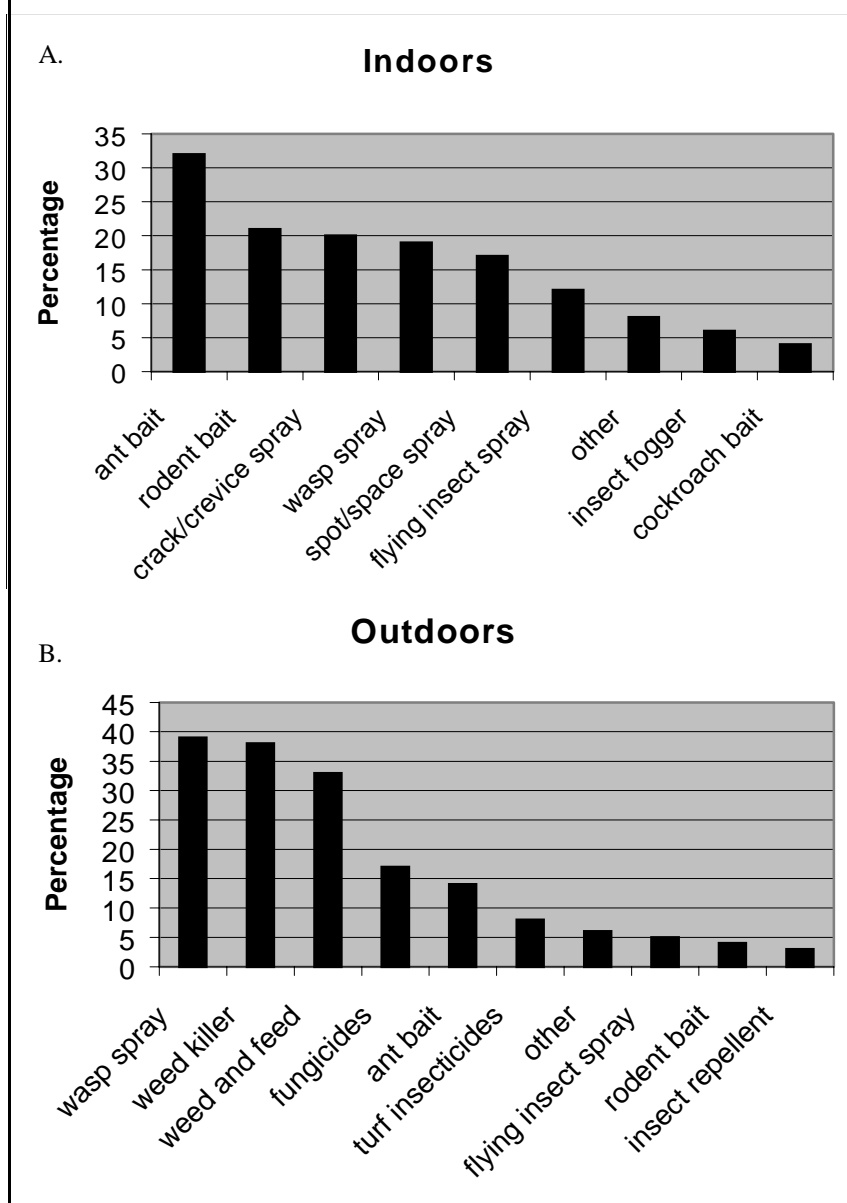 A.
Indoors
Percentage
35
30
25
20
15
10
5
0
ant bait
rodent bait
crack/crevice spray
wasp spray
spot/space spray
flying insect spray
other
insect fogger
cockroach bait
B.
Outdoors
Percentage
45
40
35
30
25
20
15
10
5
0
wasp spray
weed killer
weed and feed
fungicides
ant bait
turf insecticides
other
flying insect spray
rodent bait
insect repellent